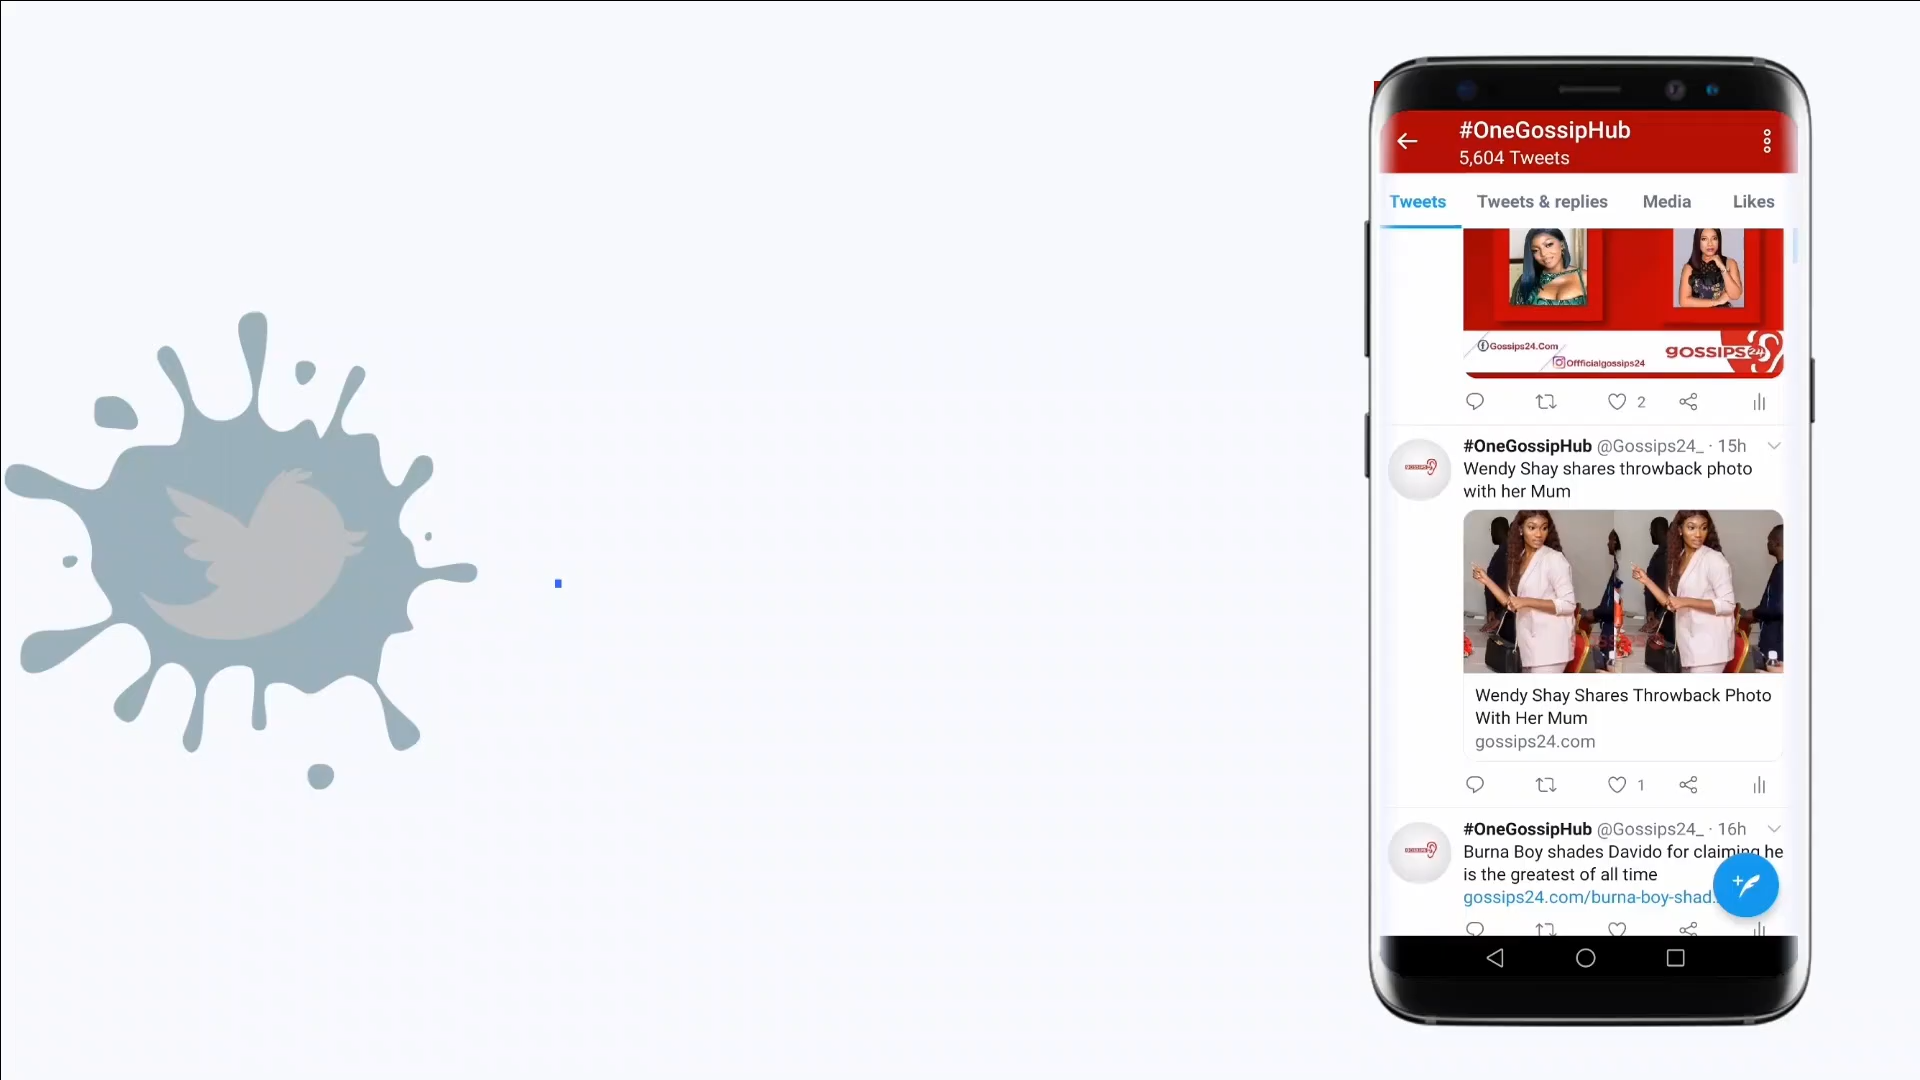 #OneGossipHub
5,604 Tweets
Tweets
Tweets & replies
Media
Likes
Gossips24.Com
Offficialgossips24
gossips24
2
#OneGossipHub @Gossips24_ · 15h
Wendy Shay shares throwback photo
with her Mum
Wendy Shay Shares Throwback Photo
With Her Mum
gossips24.com
1
#OneGossipHub @Gossips24_ · 16h
Burna Boy shades Davido for claiming he
is the greatest of all time
gossips24.com/burna-boy-shad...